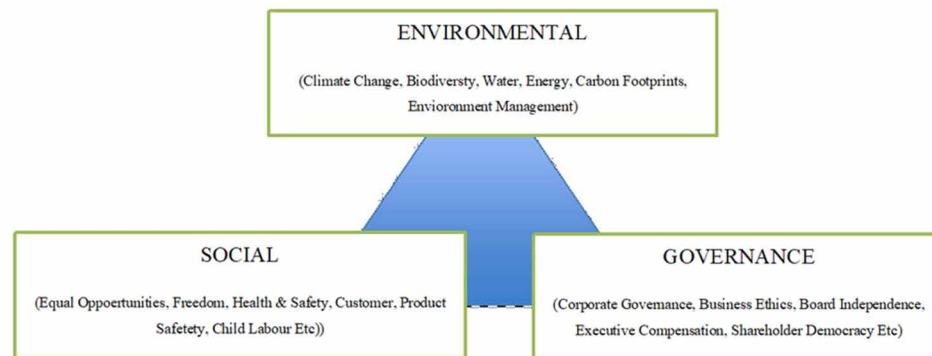 ENVIRONMENTAL
(Climate Change, Biodiversty, Water, Energy, Carbon Footprints,
Envioronment Management)
SOCIAL
(Equal Oppoertunities, Freedom, Health & Safety, Customer, Product
Safetety, Child Labour Etc))
GOVERNANCE
(Corporate Governance, Business Ethics, Board Independence,
Executive Compensation, Shareholder Democracy Etc)